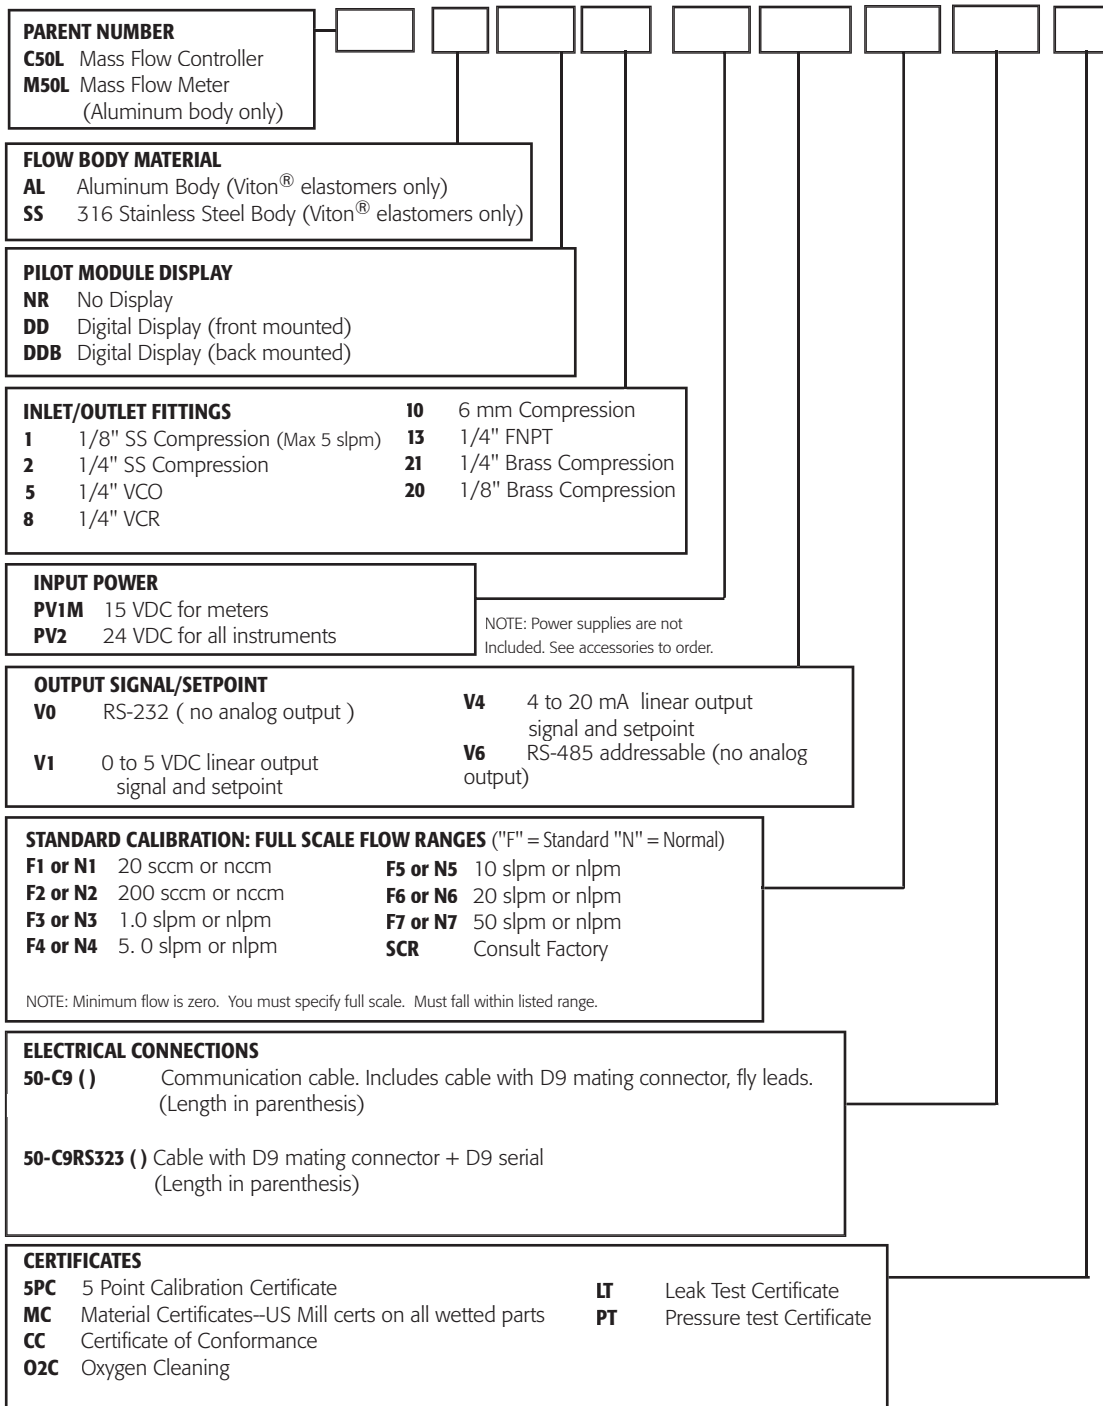 PARENT NUMBER
C50L Mass Flow Controller
M50L Mass Flow Meter
(Aluminum body only)
FLOW BODY MATERIAL
AL Aluminum Body (Viton® elastomers only)
SS 316 Stainless Steel Body (Viton® elastomers only)
PILOT MODULE DISPLAY
NR No Display
DD Digital Display (front mounted)
DDB Digital Display (back mounted)
INLET/OUTLET FITTINGS
1 1/8" SS Compression (Max 5 slpm)
2 1/4" SS Compression
5 1/4" VCO
8 1/4" VCR
10 6 mm Compression
13 1/4" FNPT
21 1/4" Brass Compression
20 1/8" Brass Compression
INPUT POWER
PV1M 15 VDC for meters
PV2 24 VDC for all instruments
NOTE: Power supplies are not
Included. See accessories to order.
OUTPUT SIGNAL/SETPOINT
V0 RS-232 ( no analog output )
V1 0 to 5 VDC linear output
signal and setpoint
V4 4 to 20 mA linear output
signal and setpoint
V6 RS-485 addressable (no analog
output)
STANDARD CALIBRATION: FULL SCALE FLOW RANGES ("F" = Standard "N" = Normal)
F1 or N1 20 sccm or nccm
F2 or N2 200 sccm or nccm
F3 or N3 1.0 slpm or nlpm
F4 or N4 5. 0 slpm or nlpm
F5 or N5 10 slpm or nlpm
F6 or N6 20 slpm or nlpm
F7 or N7 50 slpm or nlpm
SCR Consult Factory
NOTE: Minimum flow is zero. You must specify full scale. Must fall within listed range.
ELECTRICAL CONNECTIONS
50-C9 ( ) Communication cable. Includes cable with D9 mating connector, fly leads.
(Length in parenthesis)
50-C9RS323 ( ) Cable with D9 mating connector + D9 serial
(Length in parenthesis)
CERTIFICATES
5PC 5 Point Calibration Certificate
MC Material Certificates--US Mill certs on all wetted parts
CC Certificate of Conformance
O2C Oxygen Cleaning
LT Leak Test Certificate
PT Pressure test Certificate